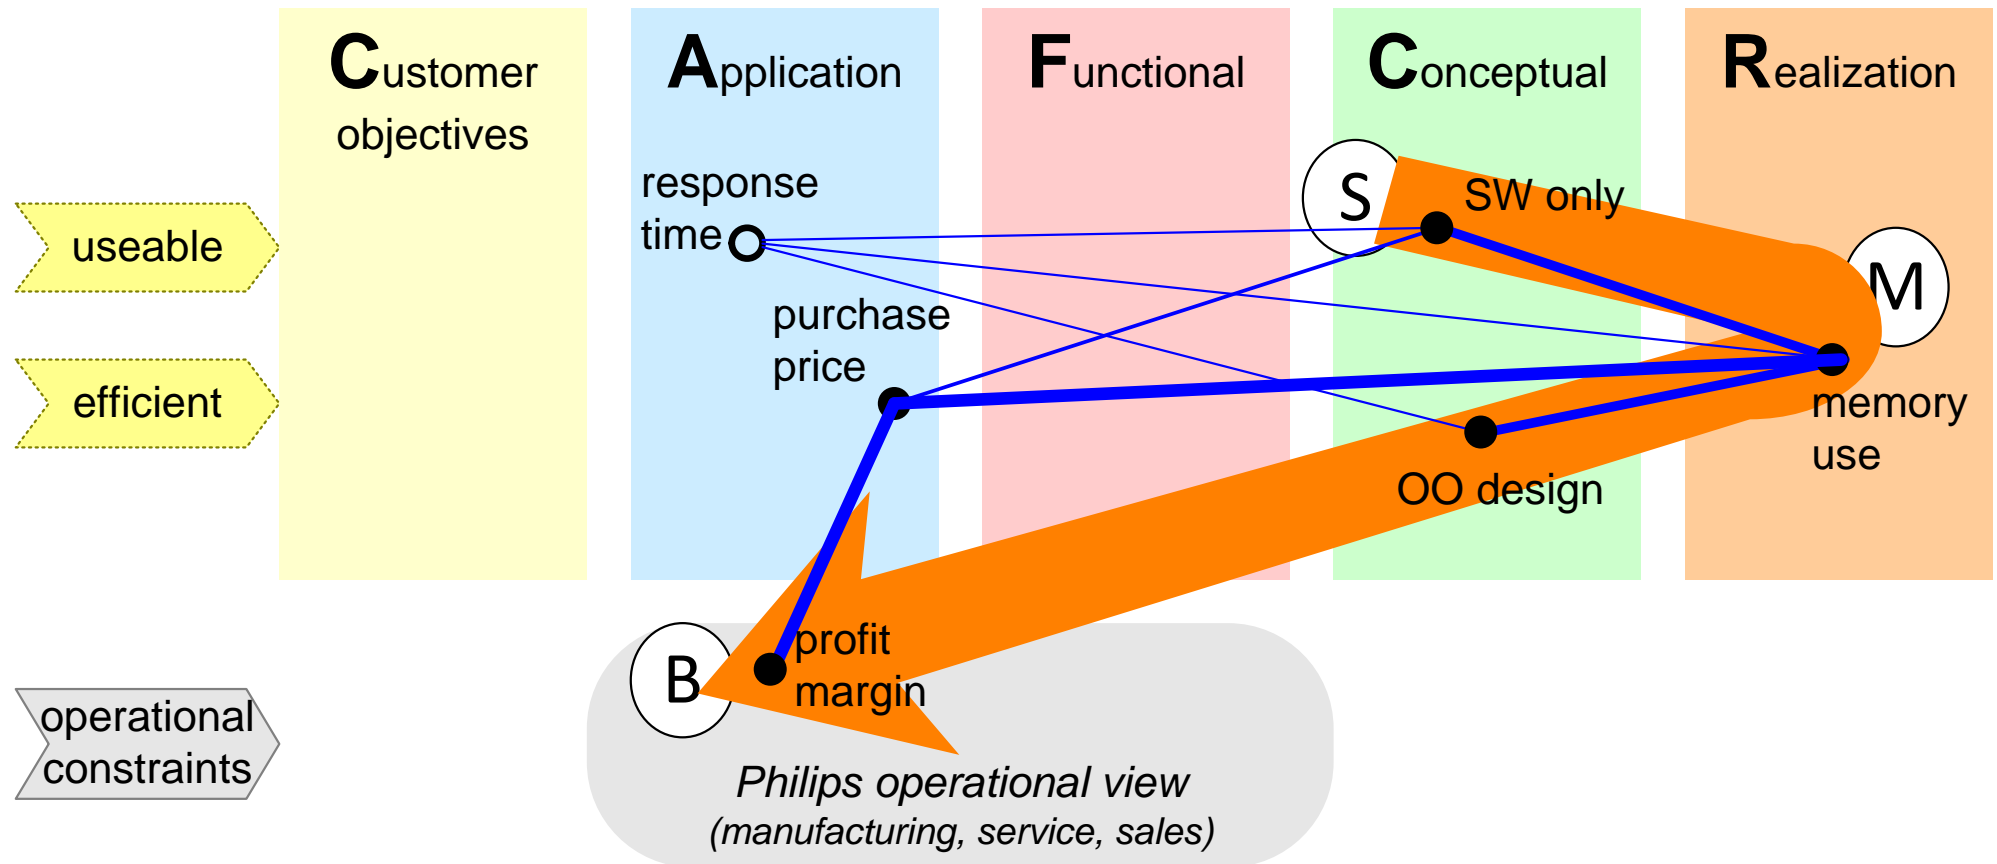 Customer
objectives
Application
Functional
Conceptual
Realization
response
time
S
SW only
useable
M
purchase
price
efficient
memory
use
OO design
B
profit
margin
operational
constraints
Philips operational view
(manufacturing, service, sales)